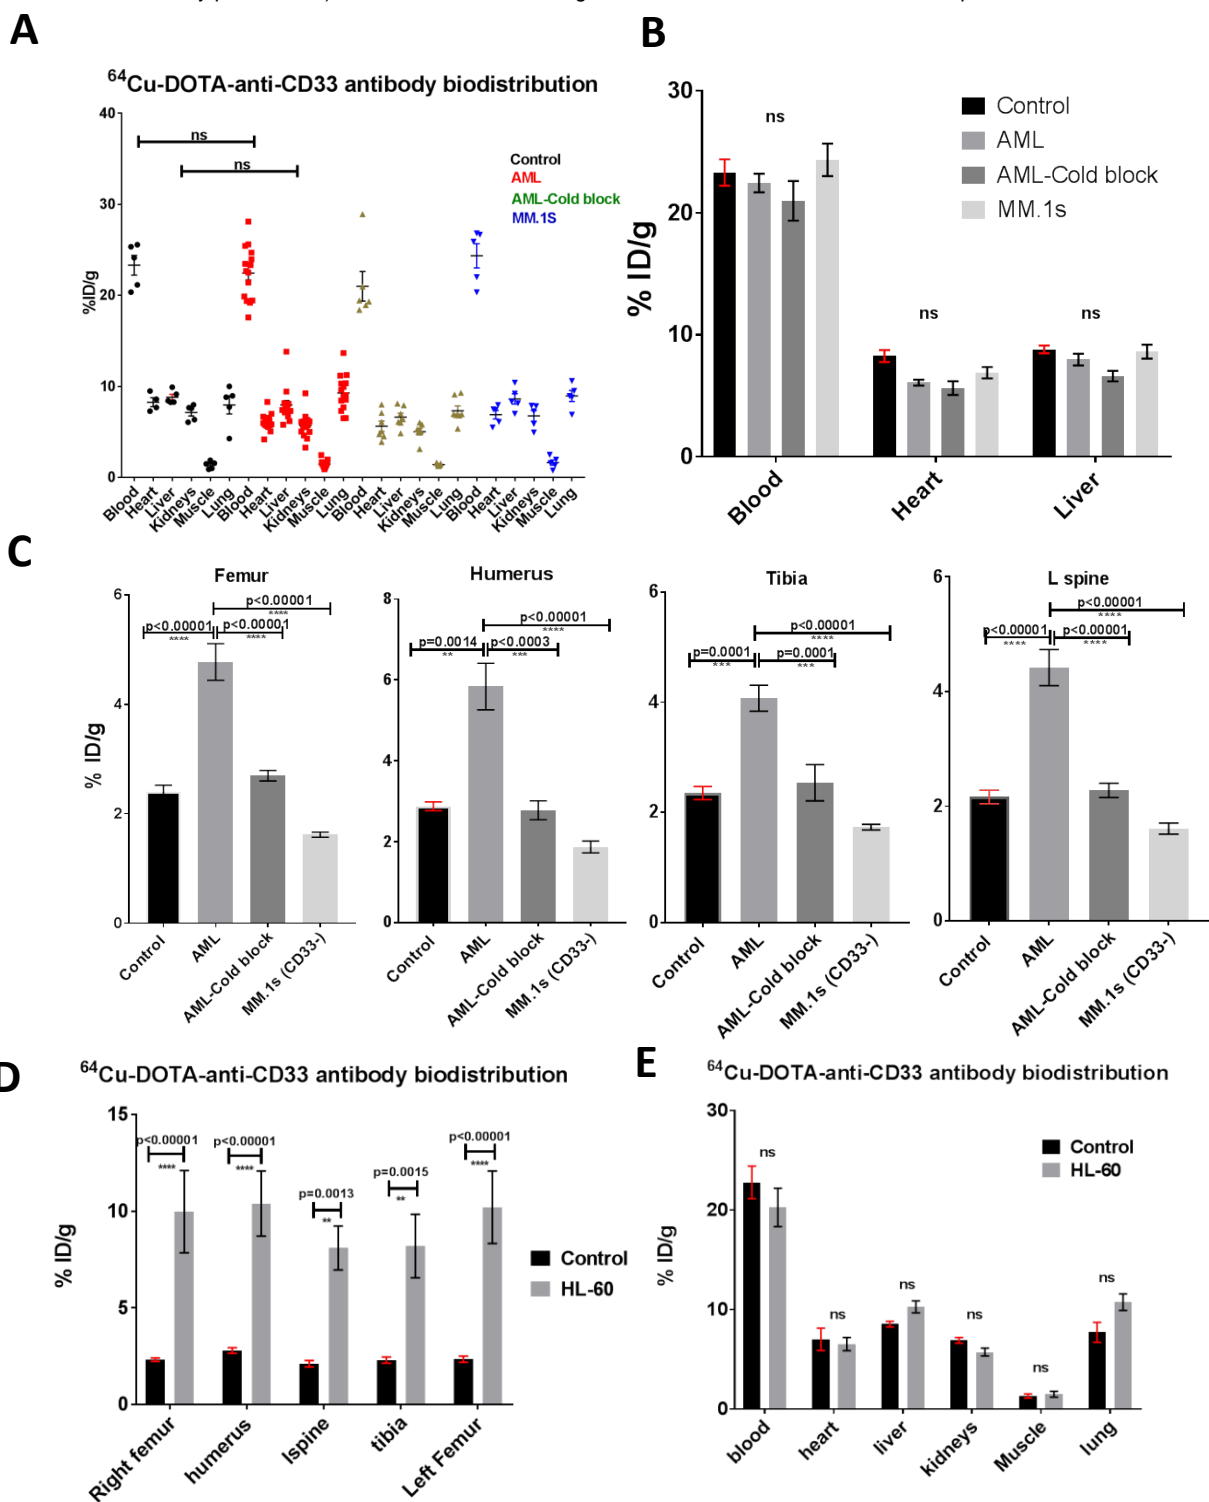 A
B
64Cu-DOTA-anti-CD33 antibody biodistribution
40
30
20
10
0
%ID/g
ns
ns
Control
AML
AML-Cold block
MM.1S
Blood
Heart
Liver
Kidneys
Muscle
Lung
Blood
Heart
Liver
Kidneys
Muscle
Lung
Blood
Heart
Liver
Kidneys
Muscle
Lung
Blood
Heart
Liver
Kidneys
Muscle
Lung
30
20
10
0
% ID/g
ns
ns
ns
Control
AML
AML-Cold block
MM.1s
Blood
Heart
Liver
C
Femur
6
4
2
0
% ID/g
p<0.00001
****
p<0.00001
****
p<0.00001
****
Control
AML
AML-Cold block
MM.1s (CD33-)
Humerus
8
6
4
2
0
p<0.00001
****
p=0.0014
**
p<0.0003
***
Control
AML
AML-Cold block
MM.1s (CD33-)
Tibia
6
4
2
0
p<0.00001
****
p=0.0001
***
p=0.0001
***
Control
AML
AML-Cold block
MM.1s (CD33-)
L spine
6
4
2
0
p<0.00001
****
p<0.00001
****
p<0.00001
****
Control
AML
AML-Cold block
MM.1s (CD33-)
D
64Cu-DOTA-anti-CD33 antibody biodistribution
15
10
5
0
% ID/g
p<0.00001
****
p<0.00001
****
p=0.0013
**
p=0.0015
**
p<0.00001
****
Control
HL-60
Right femur
humerus
lspine
tibia
Left Femur
E
64Cu-DOTA-anti-CD33 antibody biodistribution
30
20
10
0
% ID/g
ns
ns
ns
ns
ns
ns
Control
HL-60
blood
heart
liver
kidneys
Muscle
lung